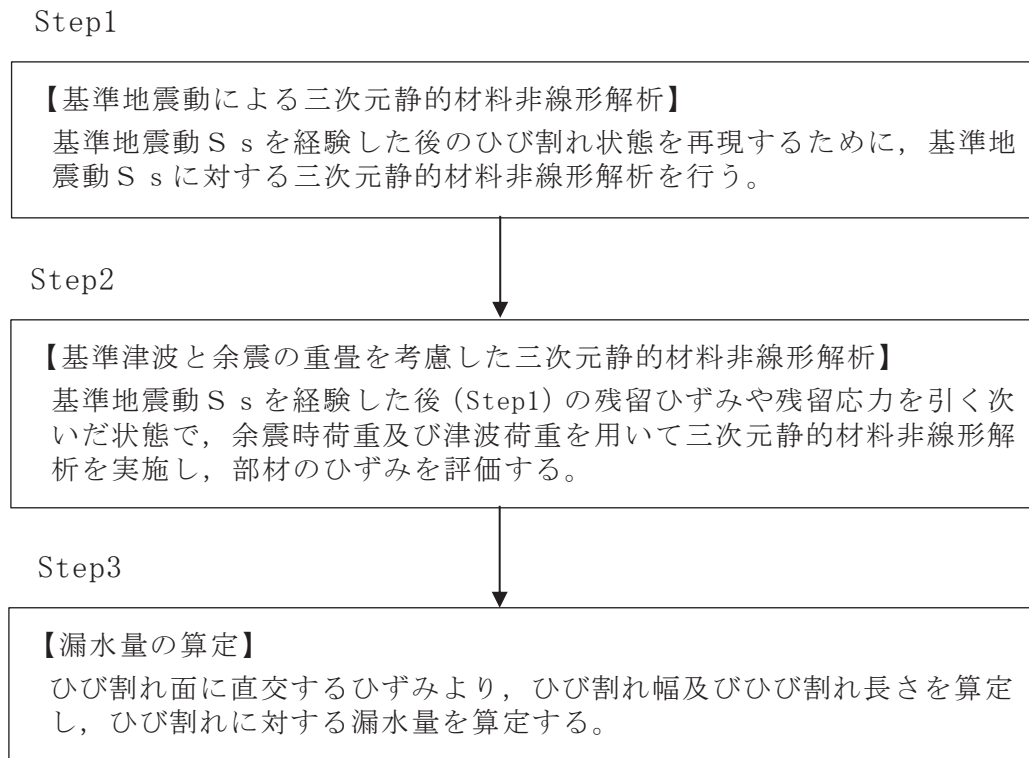 Step1
【基準地震動による三次元静的材料非線形解析】
基準地震動Ssを経験した後のひび割れ状態を再現するために，基準地
震動Ssに対する三次元静的材料非線形解析を行う。
Step2
【基準津波と余震の重畳を考慮した三次元静的材料非線形解析】
基準地震動Ssを経験した後(Step1)の残留ひずみや残留応力を引く次
いだ状態で，余震時荷重及び津波荷重を用いて三次元静的材料非線形解
析を実施し，部材のひずみを評価する。
Step3
【漏水量の算定】
ひび割れ面に直交するひずみより，ひび割れ幅及びひび割れ長さを算定
し，ひび割れに対する漏水量を算定する。